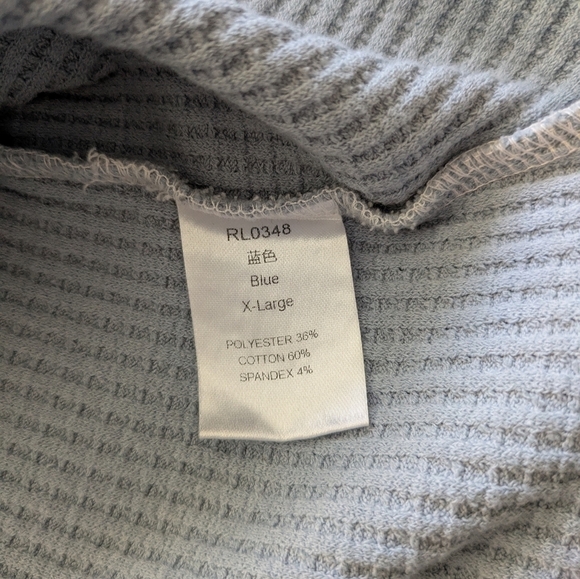 RL0348
蓝色
Blue
X-Large
POLYESTER 36%
COTTON 60%
SPANDEX 4%